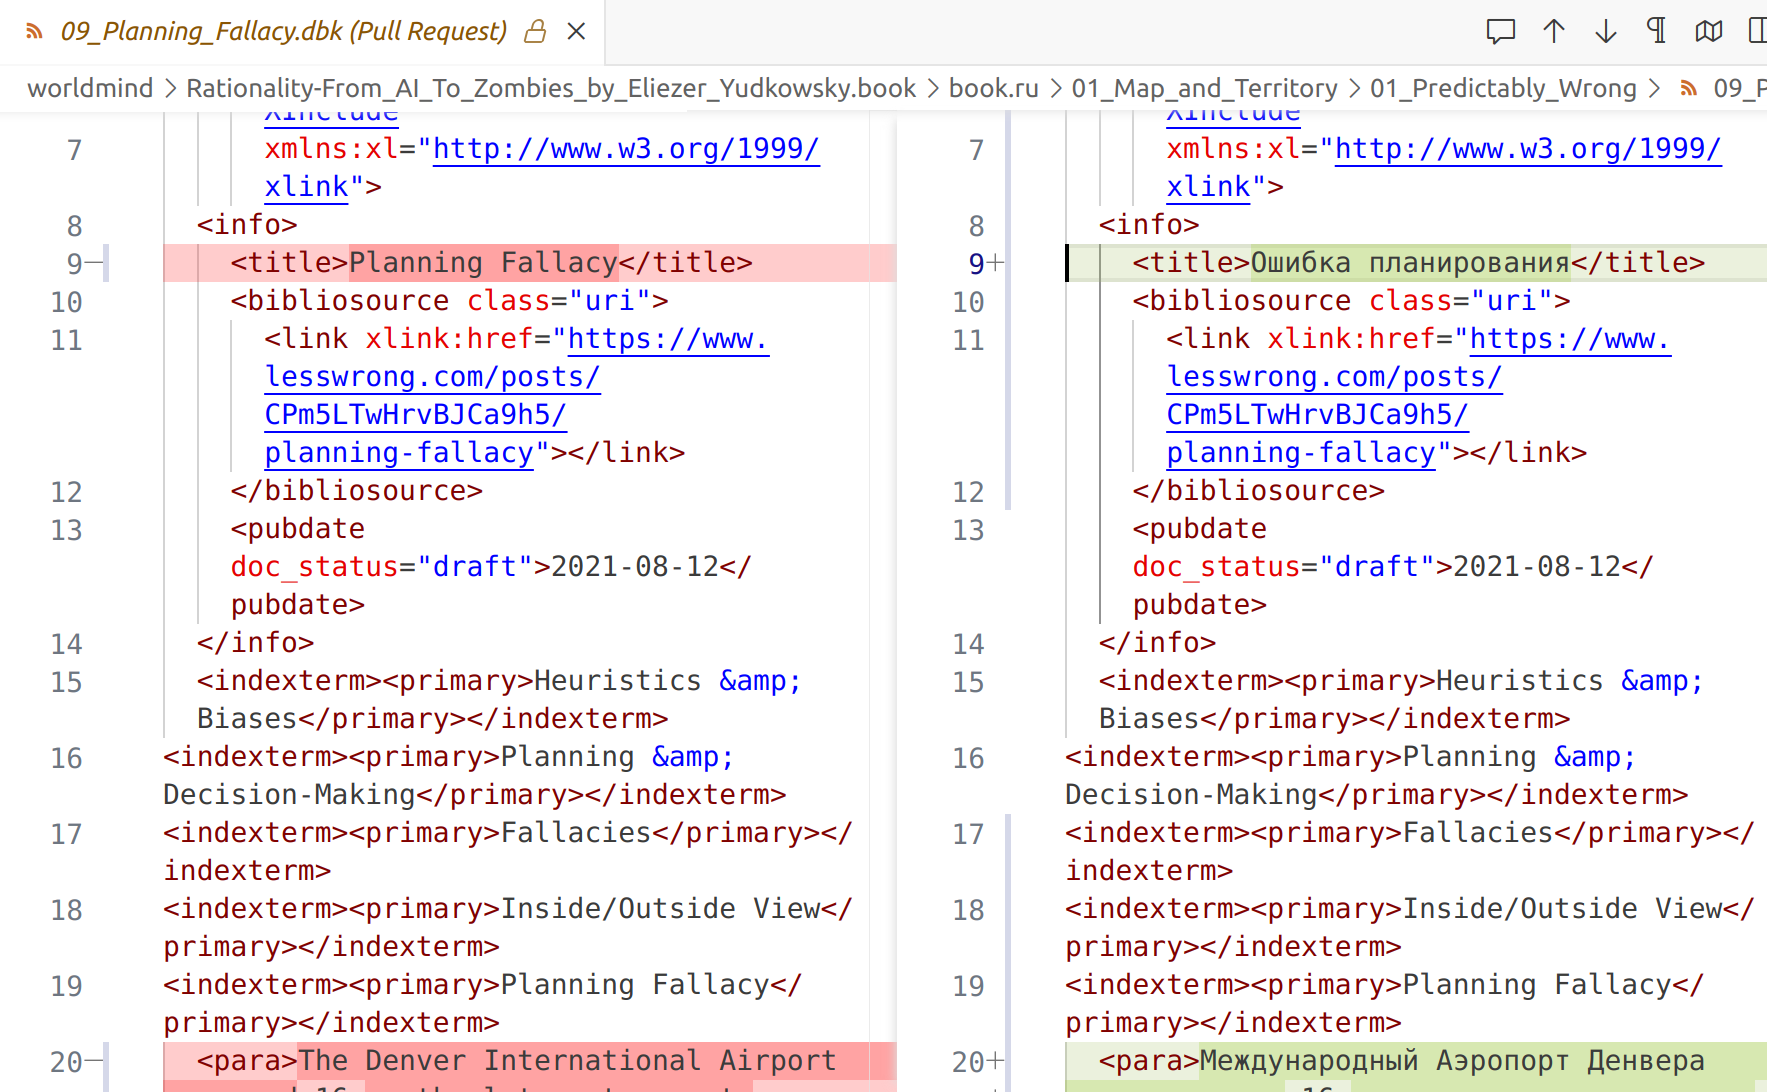 09_Planning_Fallacy.dbk (Pull Request)
worldmind > Rationality-From_AI_To_Zombies_by_Eliezer_Yudkowsky.book > book.ru > 01_Map_and_Territory > 01_Predictably_Wrong > 09_P
XInclude
7 xmlns:xl="http://www.w3.org/1999/
xlink">
8 <info>
9— <title>Planning Fallacy</title>
10 <bibliosource class="uri">
11 <link xlink:href="https://www.
lesswrong.com/posts/
CPm5LTwHrvBJCa9h5/
planning-fallacy"></link>
12 </bibliosource>
13 <pubdate
doc_status="draft">2021-08-12</
pubdate>
14 </info>
15 <indexterm><primary>Heuristics &amp;
Biases</primary></indexterm>
16 <indexterm><primary>Planning &amp;
Decision-Making</primary></indexterm>
17 <indexterm><primary>Fallacies</primary></
indexterm>
18 <indexterm><primary>Inside/Outside View</
primary></indexterm>
19 <indexterm><primary>Planning Fallacy</
primary></indexterm>
20— <para>The Denver International Airport
XInclude
7 xmlns:xl="http://www.w3.org/1999/
xlink">
8 <info>
9+ <title>Ошибка планирования</title>
10 <bibliosource class="uri">
11 <link xlink:href="https://www.
lesswrong.com/posts/
CPm5LTwHrvBJCa9h5/
planning-fallacy"></link>
12 </bibliosource>
13 <pubdate
doc_status="draft">2021-08-12</
pubdate>
14 </info>
15 <indexterm><primary>Heuristics &amp;
Biases</primary></indexterm>
16 <indexterm><primary>Planning &amp;
Decision-Making</primary></indexterm>
17 <indexterm><primary>Fallacies</primary></
indexterm>
18 <indexterm><primary>Inside/Outside View</
primary></indexterm>
19 <indexterm><primary>Planning Fallacy</
primary></indexterm>
20+ <para>Международный Аэропорт Денвера